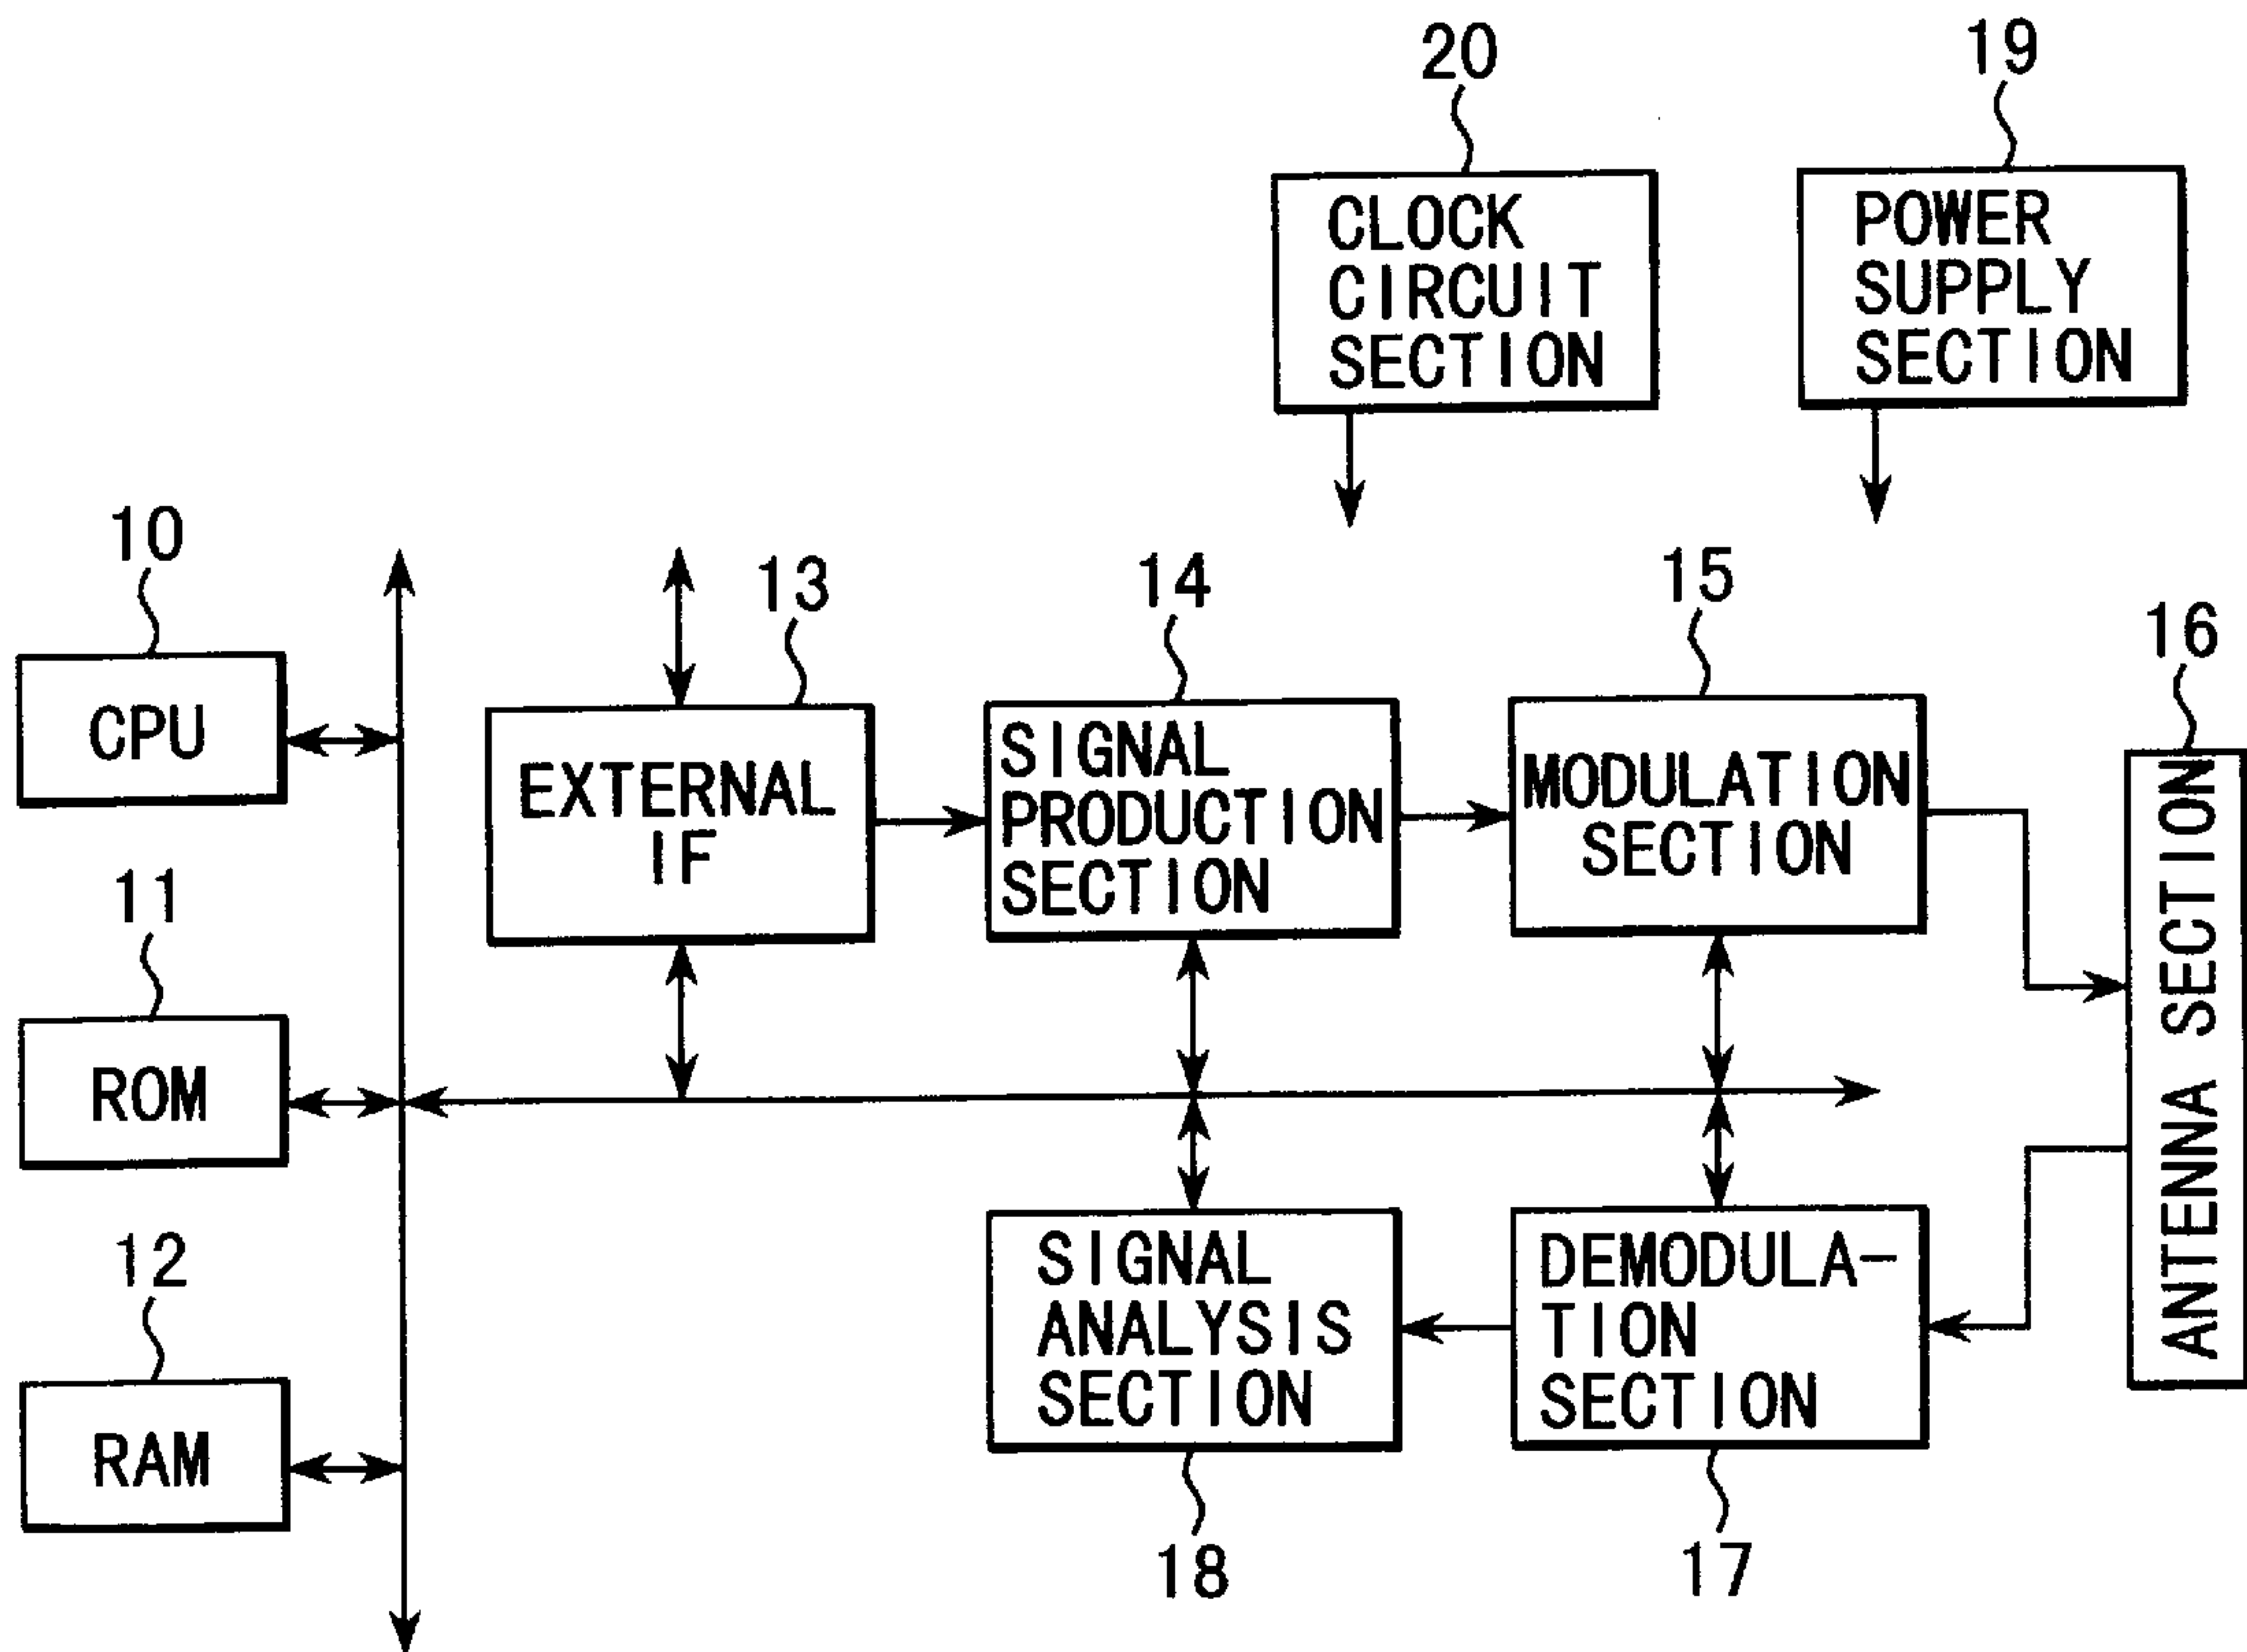 20
19
CLOCK
CIRCUIT
SECTION
POWER
SUPPLY
SECTION
10
13
14
15
16
CPU
EXTERNAL
IF
SIGNAL
PRODUCTION
SECTION
MODULATION
SECTION
ANTENNA SECTION
11
ROM
12
RAM
SIGNAL
ANALYSIS
SECTION
DEMODULA-
TION
SECTION
18
17